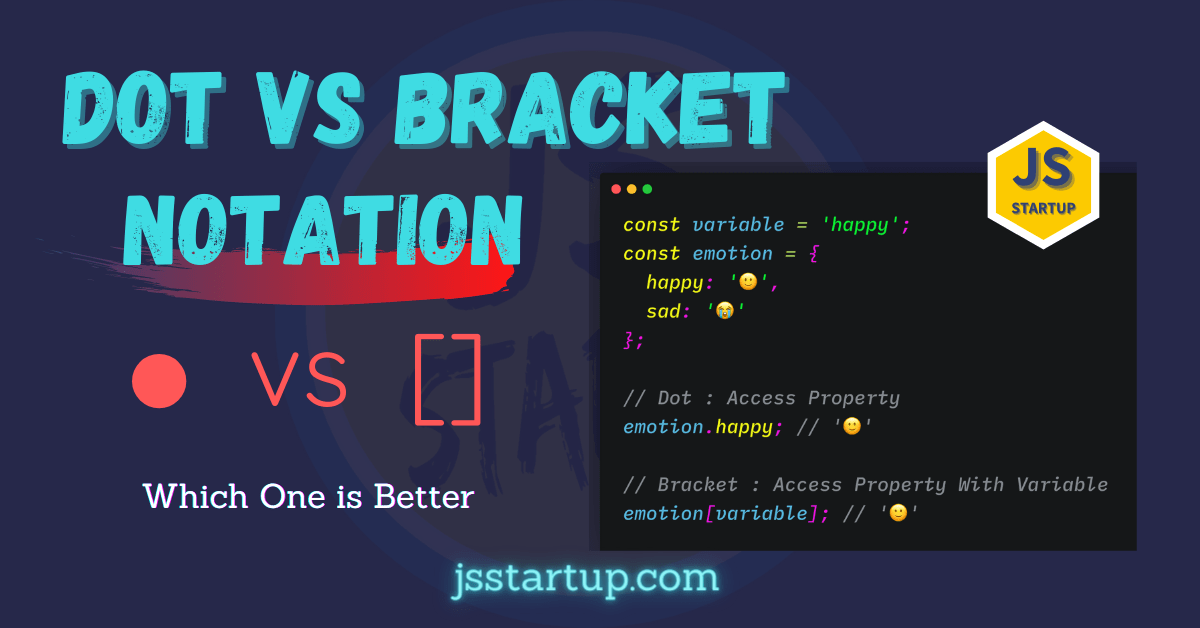 DOT VS BRACKET
NOTATION
VS []
Which One is Better
JS
STARTUP
const variable = 'happy';
const emotion = {
  happy: '🙂',
  sad: '😭'
};
// Dot : Access Property
emotion.happy; // '🙂'
// Bracket : Access Property With Variable
emotion[variable]; // '🙂'
jsstartup.com